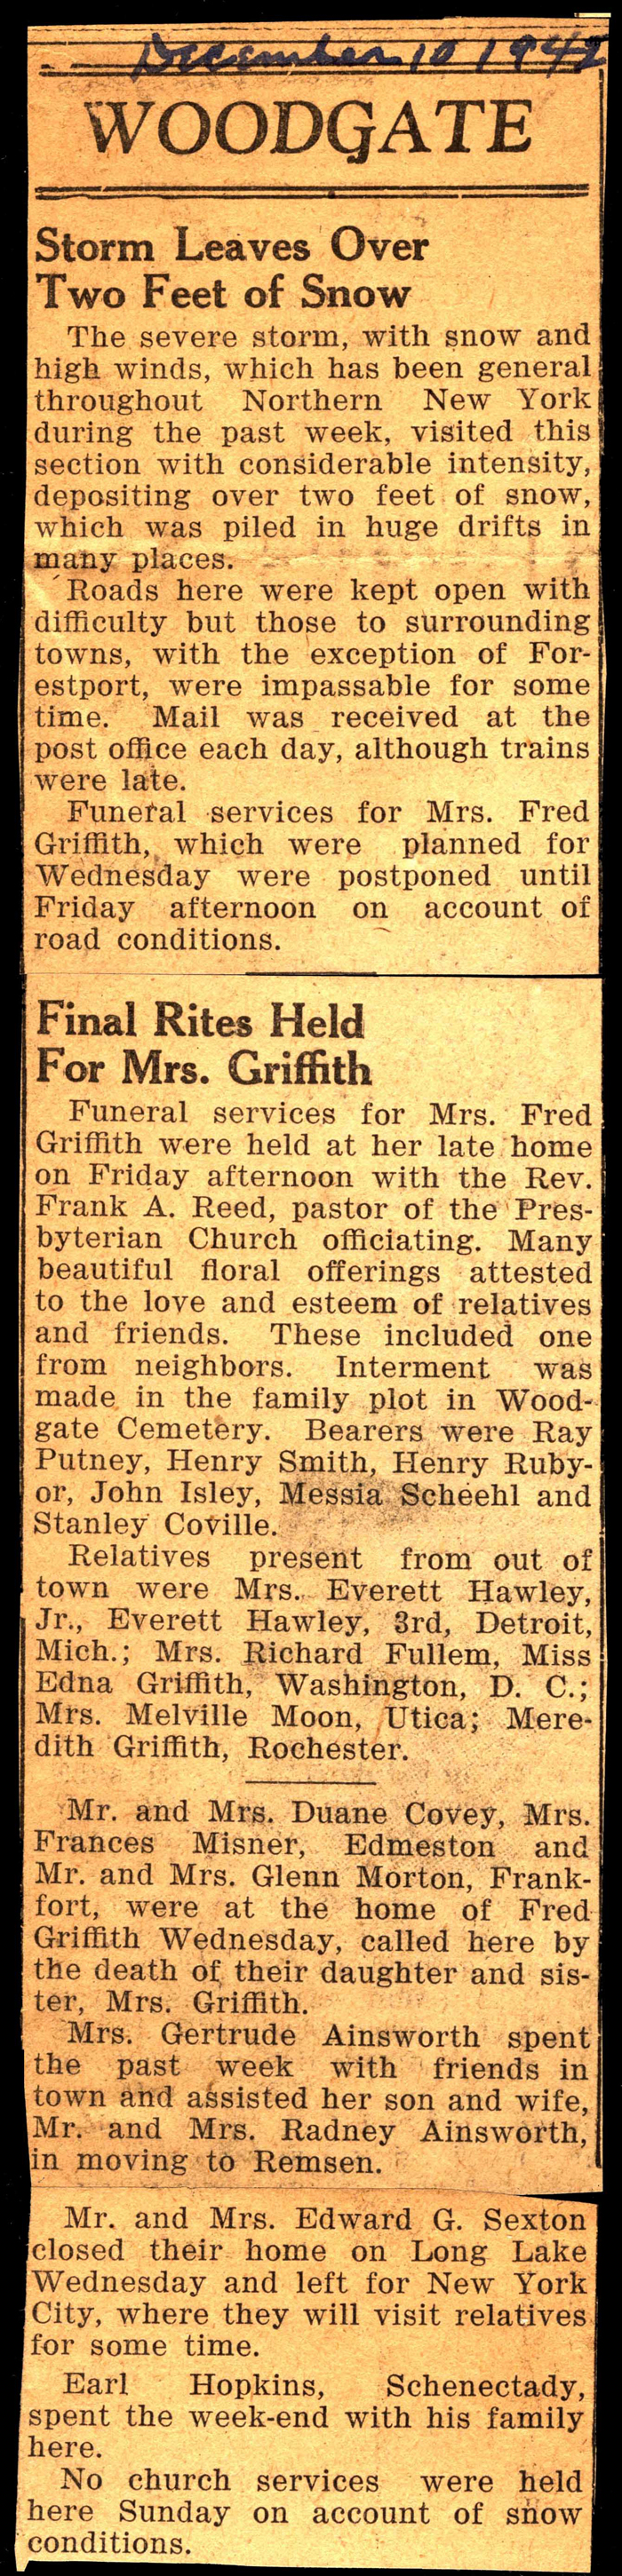 December 10 1942
WOODGATE
Storm Leaves Over
Two Feet of Snow
The severe storm, with snow and
high winds, which has been general
throughout Northern New York
during the past week, visited this
section with considerable intensity,
depositing over two feet of snow,
which was piled in huge drifts in
many places.
Roads here were kept open with
difficulty but those to surrounding
towns, with the exception of For-
estport, were impassable for some
time. Mail was received at the
post office each day, although trains
were late.
Funeral services for Mrs. Fred
Griffith, which were planned for
Wednesday were postponed until
Friday afternoon on account of
road conditions.
Final Rites Held
For Mrs. Griffith
Funeral services for Mrs. Fred
Griffith were held at her late home
on Friday afternoon with the Rev.
Frank A. Reed, pastor of the Pres-
byterian Church officiating. Many
beautiful floral offerings attested
to the love and esteem of relatives
and friends. These included one
from neighbors. Interment was
made in the family plot in Wood-
gate Cemetery. Bearers were Ray
Putney, Henry Smith, Henry Ruby-
or, John Isley, Messia Scheehl and
Stanley Coville.
Relatives present from out of
town were Mrs. Everett Hawley,
Jr., Everett Hawley, 3rd, Detroit,
Mich.; Mrs. Richard Fullem, Miss
Edna Griffith, Washington, D. C.;
Mrs. Melville Moon, Utica; Mere-
dith Griffith, Rochester.
Mr. and Mrs. Duane Covey, Mrs.
Frances Misner, Edmeston and
Mr. and Mrs. Glenn Morton, Frank-
fort, were at the home of Fred
Griffith Wednesday, called here by
the death of their daughter and sis-
ter, Mrs. Griffith.
Mrs. Gertrude Ainsworth spent
the past week with friends in
town and assisted her son and wife,
Mr. and Mrs. Radney Ainsworth,
in moving to Remsen.
Mr. and Mrs. Edward G. Sexton
closed their home on Long Lake
Wednesday and left for New York
City, where they will visit relatives
for some time.
Earl Hopkins, Schenectady,
spent the week-end with his family
here.
No church services were held
here Sunday on account of snow
conditions.